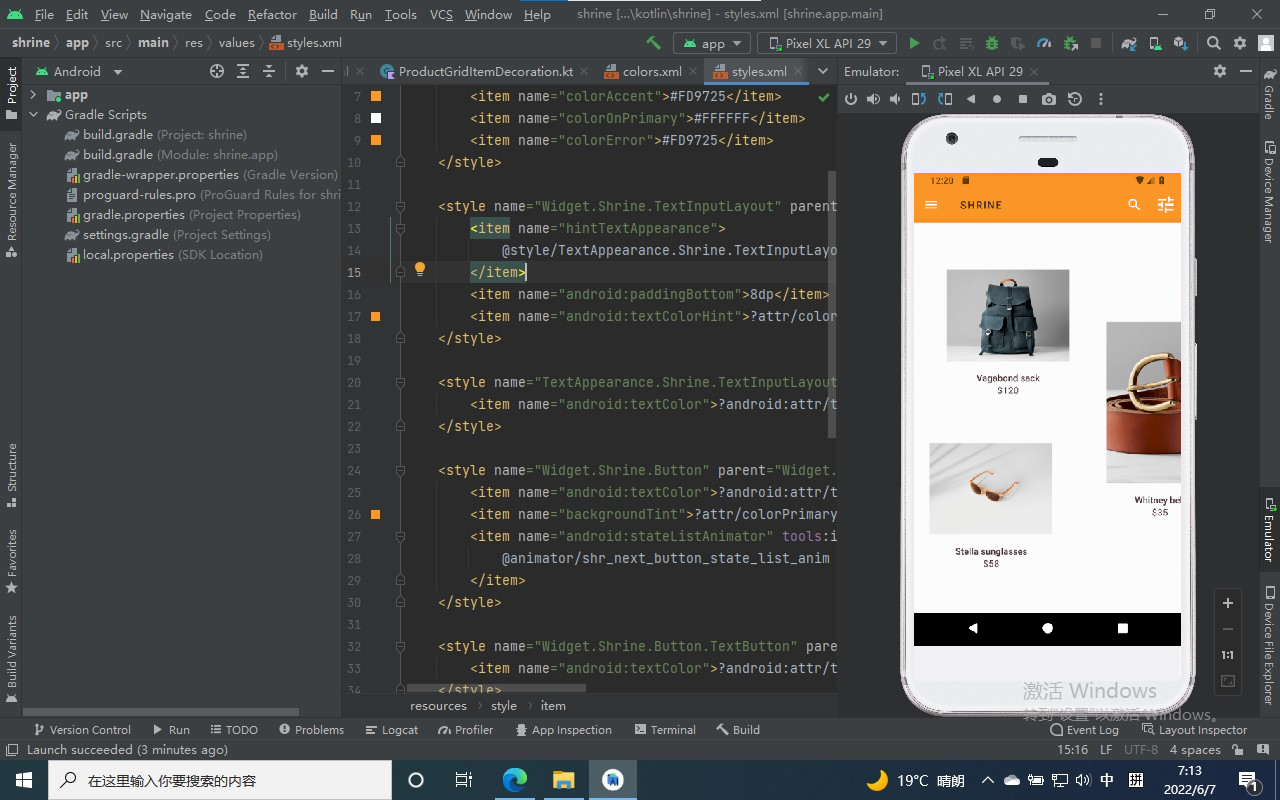 File Edit View Navigate Code Refactor Build Run Tools VCS Window Help shrine [...\kotlin\shrine] - styles.xml [shrine.app.main]
shrine app src main res values styles.xml app Pixel XL API 29
Project
Resource Manager
Structure
Favorites
Build Variants
Android
app
Gradle Scripts
build.gradle (Project: shrine)
build.gradle (Module: shrine.app)
gradle-wrapper.properties (Gradle Version)
proguard-rules.pro (ProGuard Rules for shri
gradle.properties (Project Properties)
settings.gradle (Project Settings)
local.properties (SDK Location)
ProductGridItemDecoration.kt colors.xml styles.xml
7 <item name="colorAccent">#FD9725</item>
8 <item name="colorOnPrimary">#FFFFFF</item>
9 <item name="colorError">#FD9725</item>
10 </style>
11
12 <style name="Widget.Shrine.TextInputLayout" parent
13 <item name="hintTextAppearance">
14 @style/TextAppearance.Shrine.TextInputLayo
15 </item>
16 <item name="android:paddingBottom">8dp</item>
17 <item name="android:textColorHint">?attr/color
18 </style>
19
20 <style name="TextAppearance.Shrine.TextInputLayout
21 <item name="android:textColor">?android:attr/t
22 </style>
23
24 <style name="Widget.Shrine.Button" parent="Widget.
25 <item name="android:textColor">?android:attr/t
26 <item name="backgroundTint">?attr/colorPrimary
27 <item name="android:stateListAnimator" tools:i
28 @animator/shr_next_button_state_list_anim
29 </item>
30 </style>
31
32 <style name="Widget.Shrine.Button.TextButton" pare
33 <item name="android:textColor">?android:attr/t
34 </style>
resources style item
Emulator: Pixel XL API 29
12:20
SHRINE
Vagabond sack
$120
Whitney bel
$35
Stella sunglasses
$58
1:1
激活 Windows
转到"设置"以激活 Windows。
Gradle
Device Manager
Emulator
Device File Explorer
Version Control Run TODO Problems Logcat Profiler App Inspection Terminal Build Event Log Layout Inspector
Launch succeeded (3 minutes ago) 15:16 LF UTF-8 4 spaces
在这里输入你要搜索的内容 19°C 晴朗 中 拼 7:13
2022/6/7
1